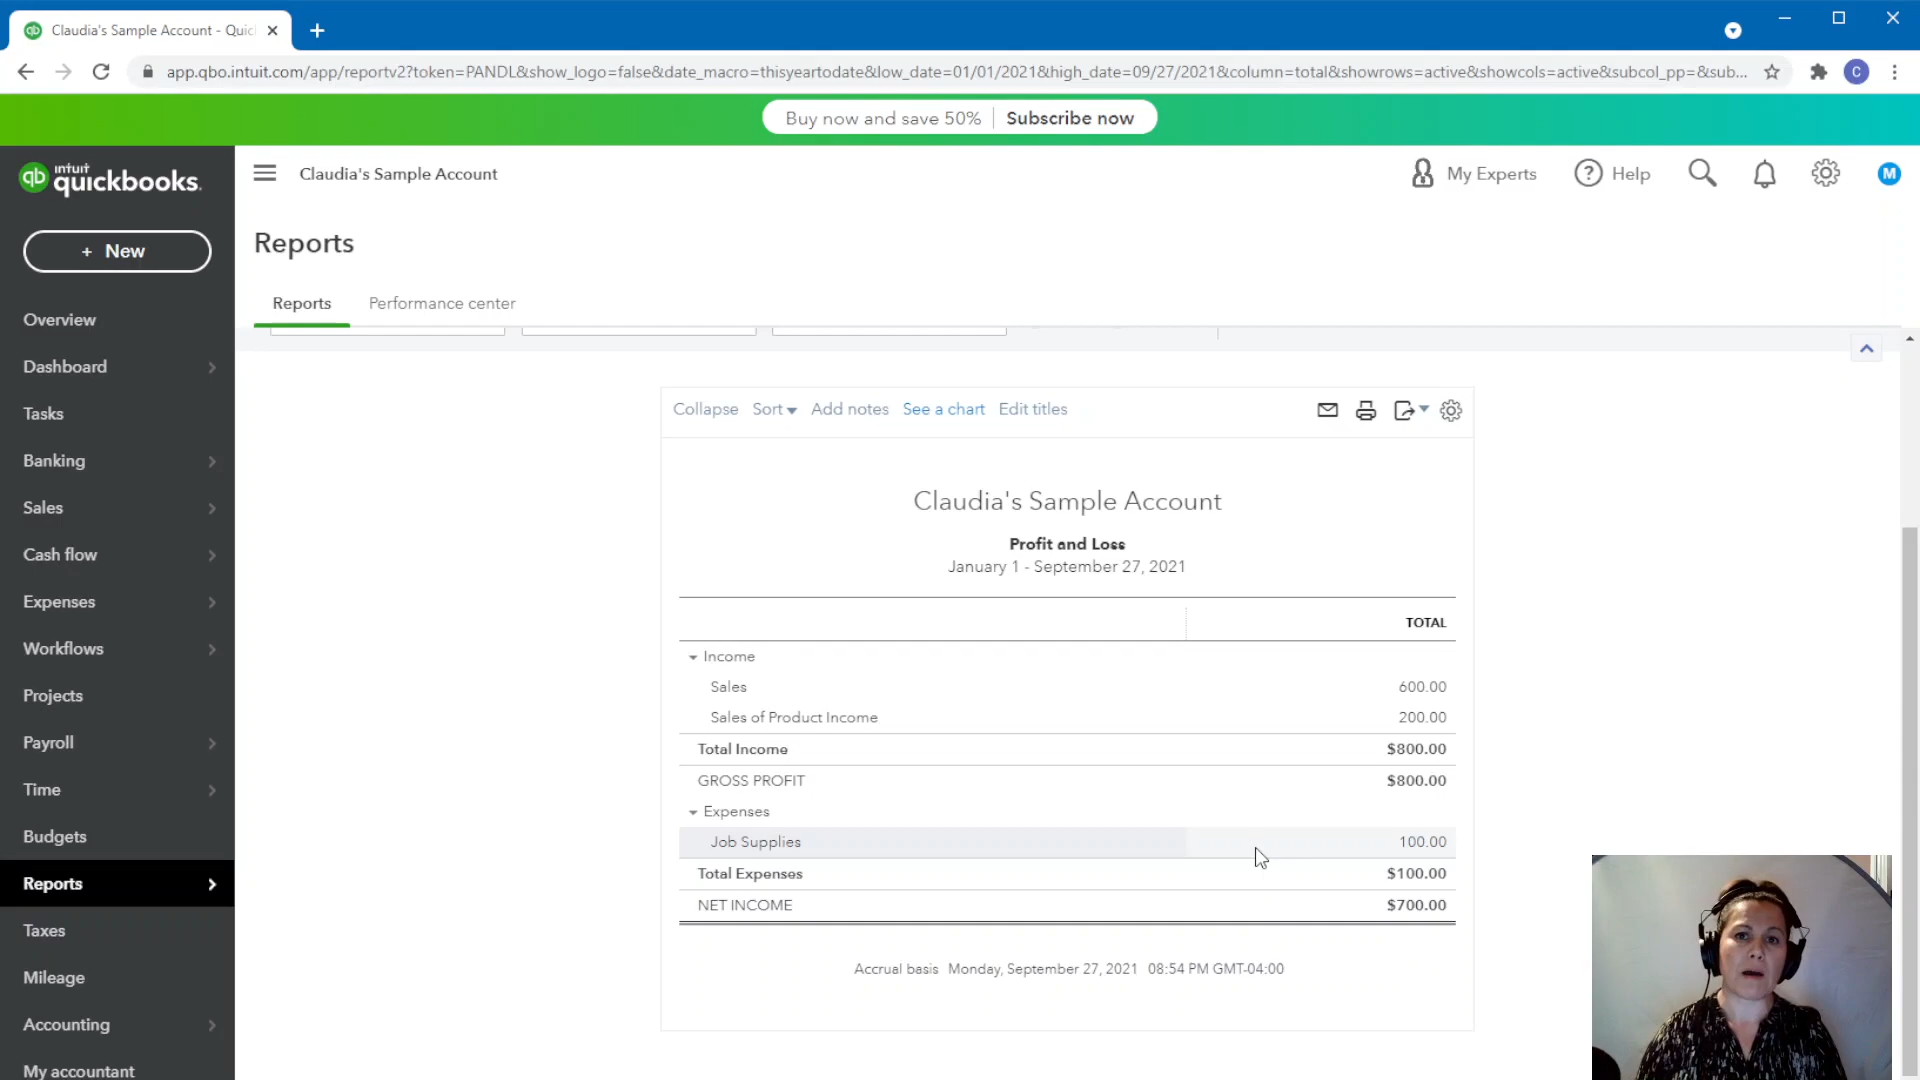 Claudia's Sample Account - Quic
app.qbo.intuit.com/app/reportv2?token=PANDL&show_logo=false&date_macro=thisyeartodate&low_date=01/01/2021&high_date=09/27/2021&column=total&showrows=active&showcols=active&subcol_pp=&sub...
C
Buy now and save 50% Subscribe now
qb intuit quickbooks.
Claudia's Sample Account
My Experts
? Help
M
+ New
Reports
Reports Performance center
Overview
Dashboard
Tasks
Banking
Sales
Cash flow
Expenses
Workflows
Projects
Payroll
Time
Budgets
Reports
Taxes
Mileage
Accounting
My accountant
Collapse Sort Add notes See a chart Edit titles
Claudia's Sample Account
Profit and Loss
January 1 - September 27, 2021
TOTAL
Income
Sales 600.00
Sales of Product Income 200.00
Total Income $800.00
GROSS PROFIT $800.00
Expenses
Job Supplies 100.00
Total Expenses $100.00
NET INCOME $700.00
Accrual basis Monday, September 27, 2021 08:54 PM GMT-04:00